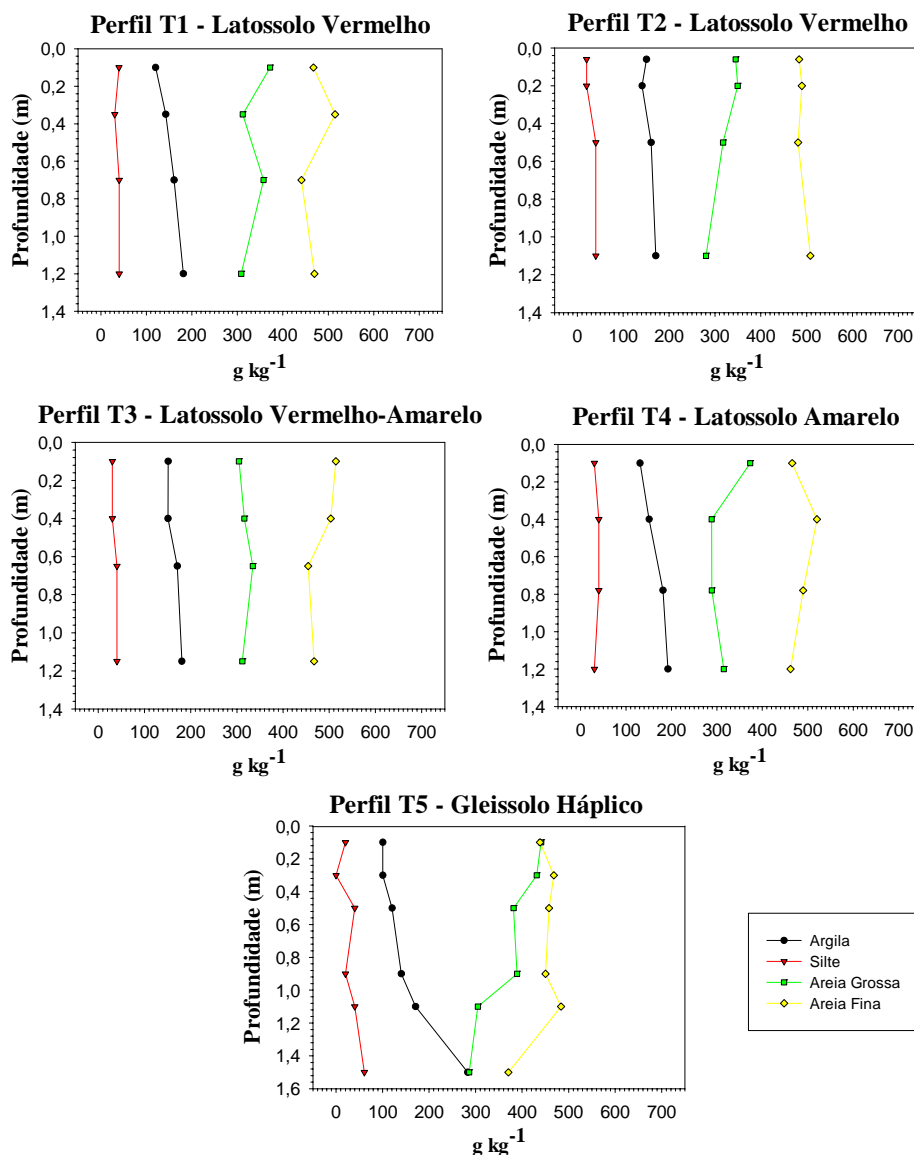 Perfil T1 - Latossolo Vermelho
0,0
0,2
0,4
0,6
0,8
1,0
1,2
1,4
Profundidade (m)
0 100 200 300 400 500 600 700
g kg-1
Perfil T2 - Latossolo Vermelho
0,0
0,2
0,4
0,6
0,8
1,0
1,2
1,4
Profundidade (m)
0 100 200 300 400 500 600 700
g kg-1
Perfil T3 - Latossolo Vermelho-Amarelo
0,0
0,2
0,4
0,6
0,8
1,0
1,2
1,4
Profundidade (m)
0 100 200 300 400 500 600 700
g kg-1
Perfil T4 - Latossolo Amarelo
0,0
0,2
0,4
0,6
0,8
1,0
1,2
1,4
Profundidade (m)
0 100 200 300 400 500 600 700
g kg-1
Perfil T5 - Gleissolo Háplico
0,0
0,2
0,4
0,6
0,8
1,0
1,2
1,4
1,6
Profundidade (m)
0 100 200 300 400 500 600 700
g kg-1
Argila
Silte
Areia Grossa
Areia Fina